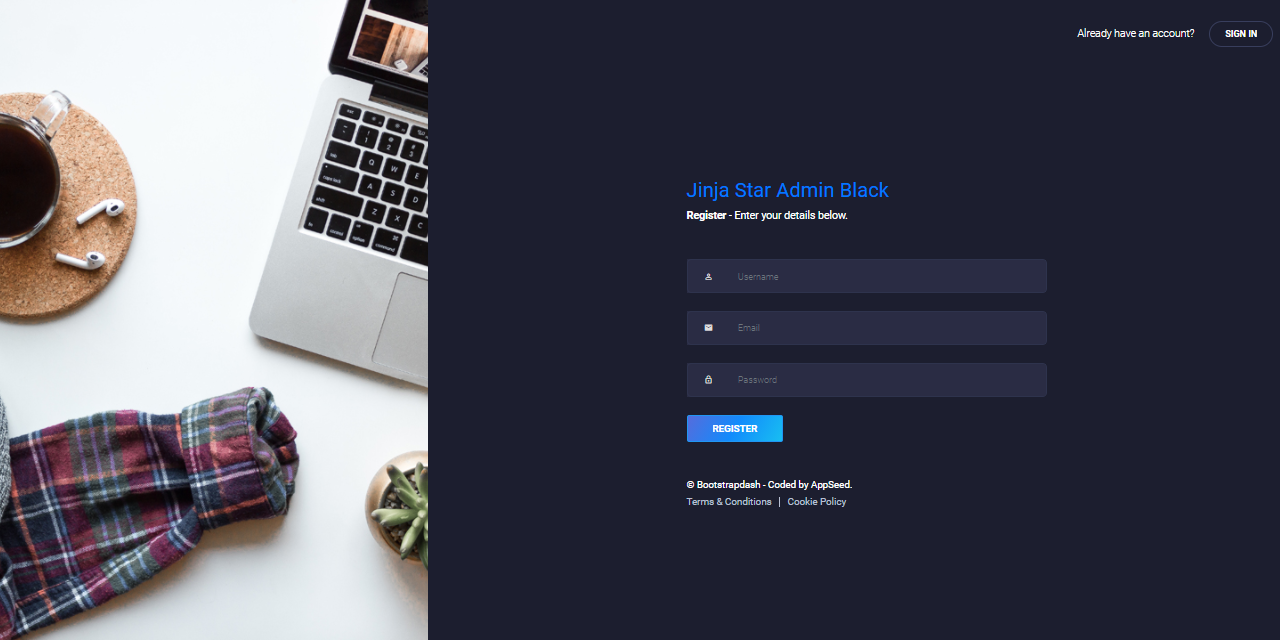 Already have an account? SIGN IN
Jinja Star Admin Black
Register - Enter your details below.
Username
Email
Password
REGISTER
© Bootstrapdash - Coded by AppSeed.
Terms & Conditions | Cookie Policy